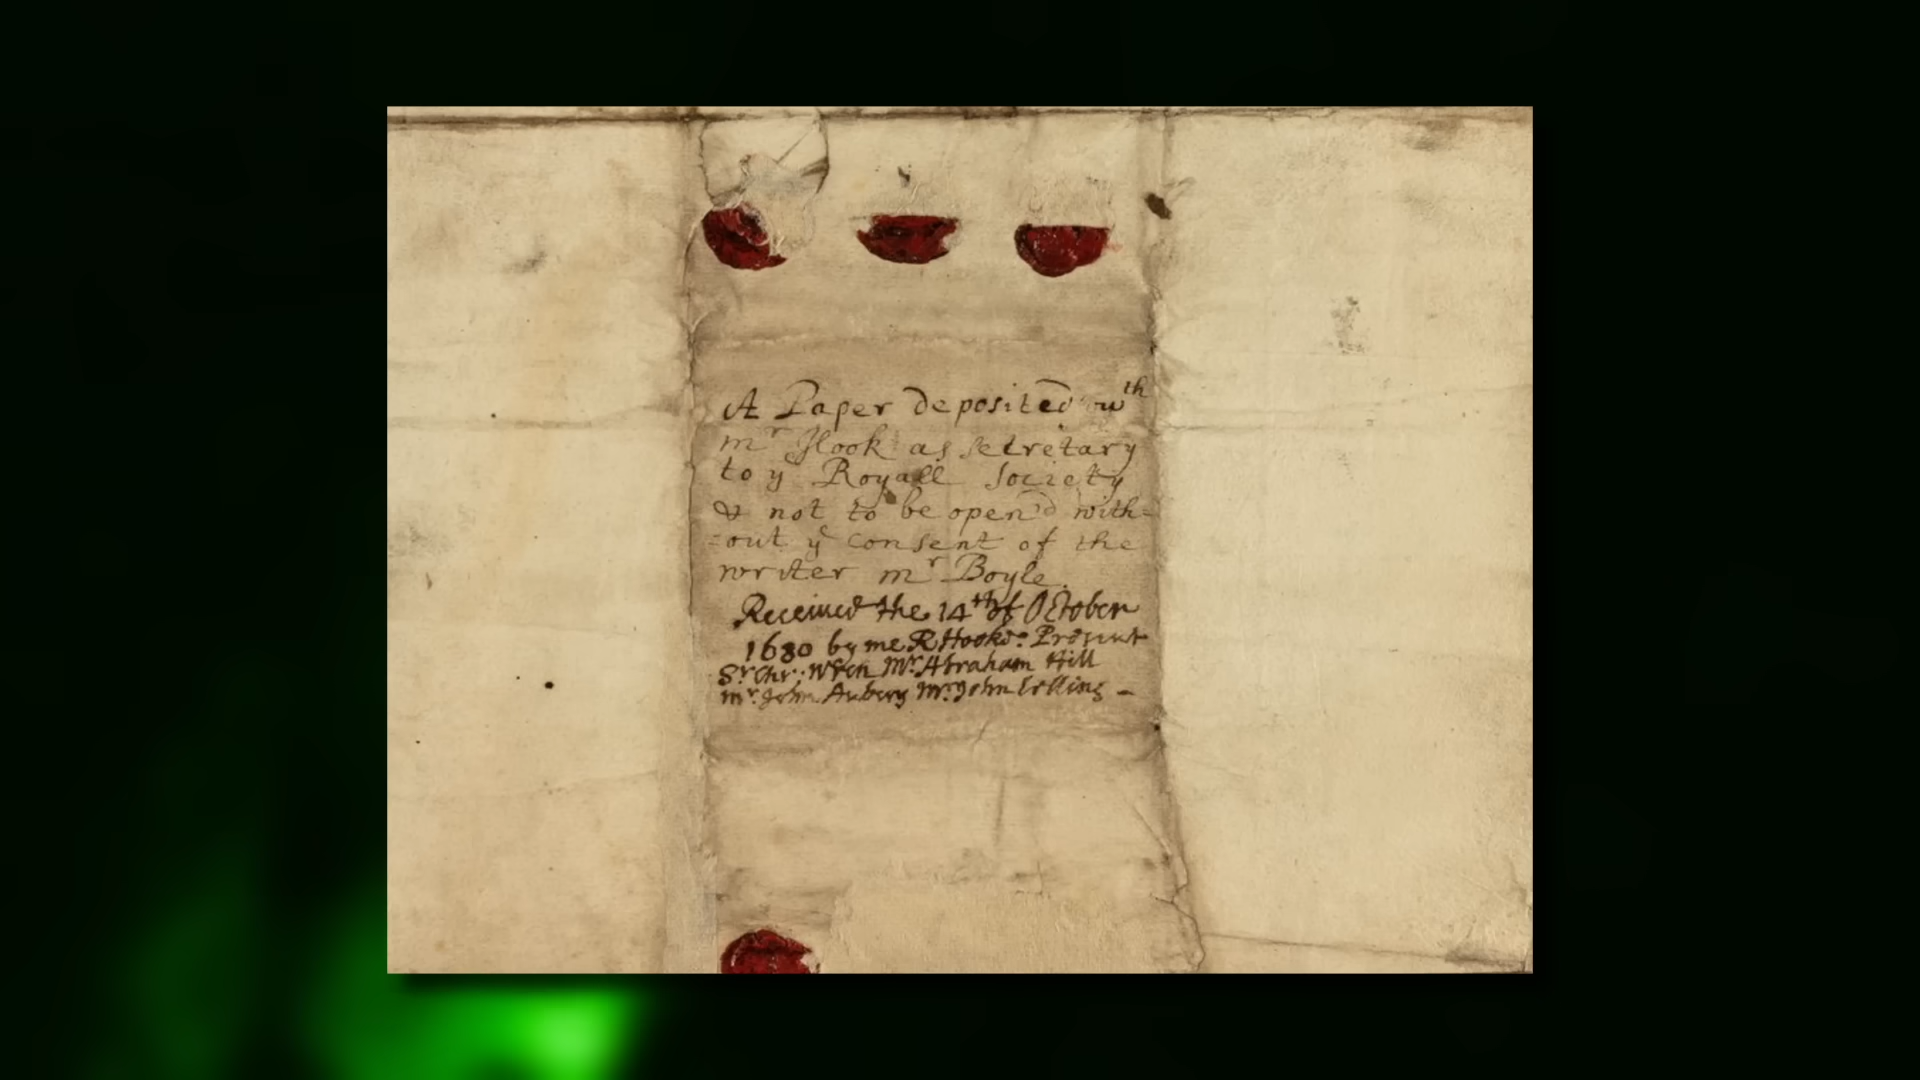 A Paper deposited wth
mr Hook as secretary
to ye Royall Society
& not to be open'd with=
=out ye consent of the
writer mr Boyle.
Received the 14th of October
1680 by me R Hooke. Present
Sr Chr: Wren Mr. Abraham Hill
mr. John Aubery Mr. John